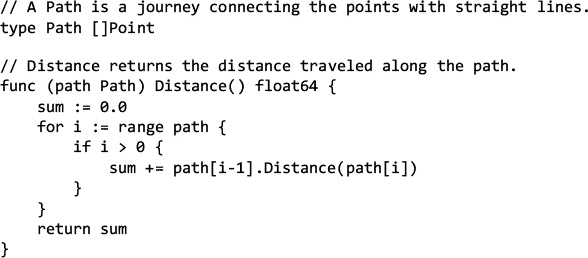 // A Path is a journey connecting the points with straight lines.
type Path []Point

// Distance returns the distance traveled along the path.
func (path Path) Distance() float64 {
    sum := 0.0
    for i := range path {
        if i > 0 {
            sum += path[i-1].Distance(path[i])
        }
    }
    return sum
}